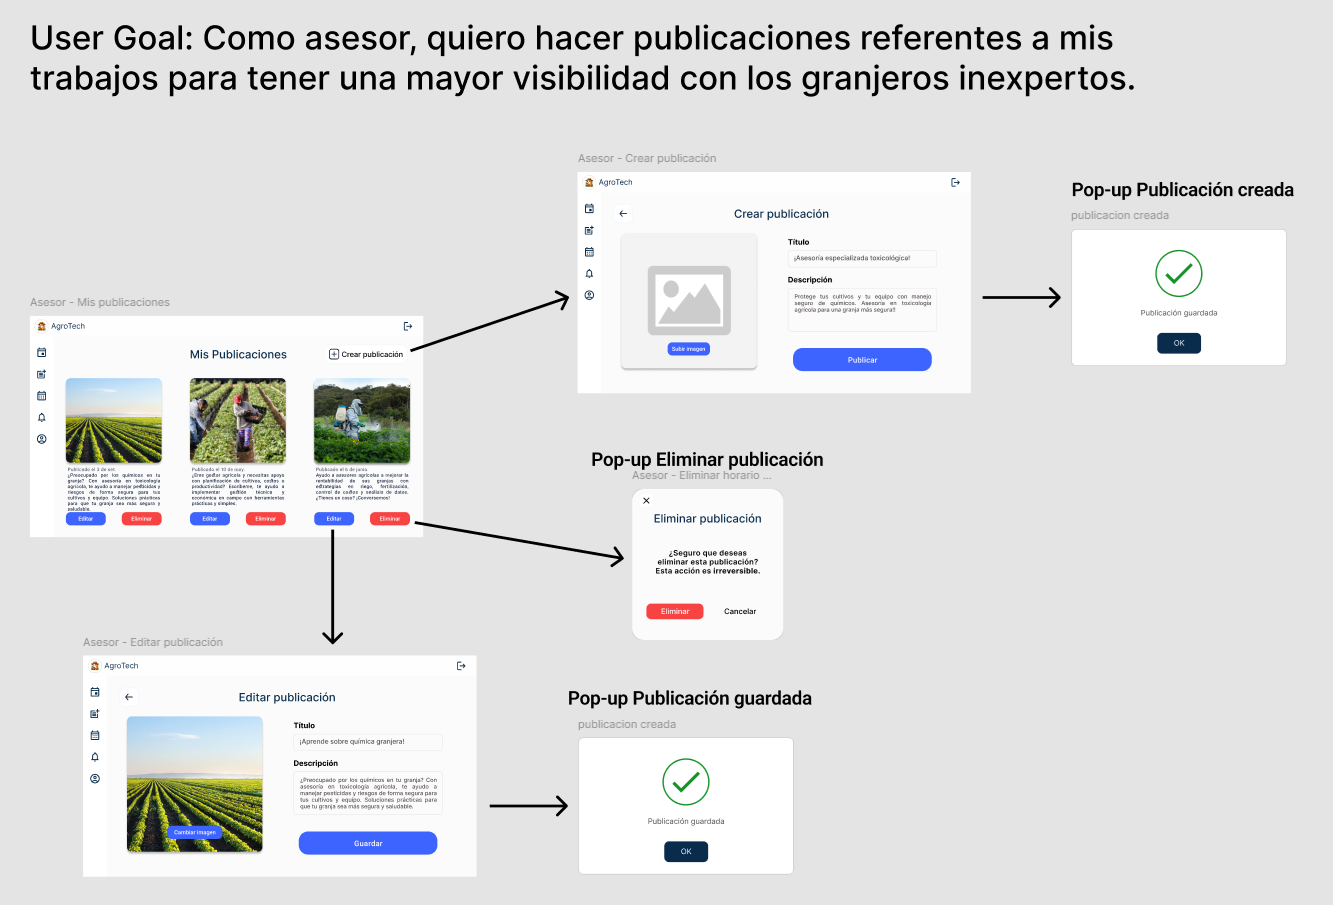 User Goal: Como asesor, quiero hacer publicaciones referentes a mis
trabajos para tener una mayor visibilidad con los granjeros inexpertos.
Asesor - Mis publicaciones
AgroTech
Mis Publicaciones
Crear publicación
Publicado el 3 de set
¿Preocupado por los químicos en tu
granja? Con asesoría en toxicología
agrícola, te ayudo a manejar pesticidas y
riesgos de forma segura para tus
cultivos y equipo. Soluciones prácticas
para que tu granja sea más segura y
saludable.
Editar
Eliminar
Publicado el 10 de may.
¿Eres gestor agrícola y necesitas apoyo
con planificación de cultivos, costos o
productividad? Escríbeme, te ayudo a
implementar gestión técnica y
económica en campo con herramientas
prácticas y simples.
Editar
Eliminar
Publicado el 6 de junio
Ayudo a asesores agrícolas a mejorar la
rentabilidad de sus granjas con
estrategias en riego, fertilización,
control de costos y análisis de datos.
¿Tienes un caso? ¡Conversemos!
Editar
Eliminar
Asesor - Crear publicación
AgroTech
Crear publicación
Subir imagen
Título
¡Asesoría especializada toxicológica!
Descripción
Protege tus cultivos y tu equipo con manejo
seguro de químicos. Asesoría en toxicología
agrícola para una granja más segura!!
Publicar
Pop-up Publicación creada
publicacion creada
Publicación guardada
OK
Pop-up Eliminar publicación
Asesor - Eliminar horario ...
Eliminar publicación
¿Seguro que deseas
eliminar esta publicación?
Esta acción es irreversible.
Eliminar
Cancelar
Asesor - Editar publicación
AgroTech
Editar publicación
Cambiar imagen
Título
¡Aprende sobre química granjera!
Descripción
¿Preocupado por los químicos en tu granja? Con
asesoría en toxicología agrícola, te ayudo a
manejar pesticidas y riesgos de forma segura para
tus cultivos y equipo. Soluciones prácticas para
que tu granja sea más segura y saludable.
Guardar
Pop-up Publicación guardada
publicacion creada
Publicación guardada
OK